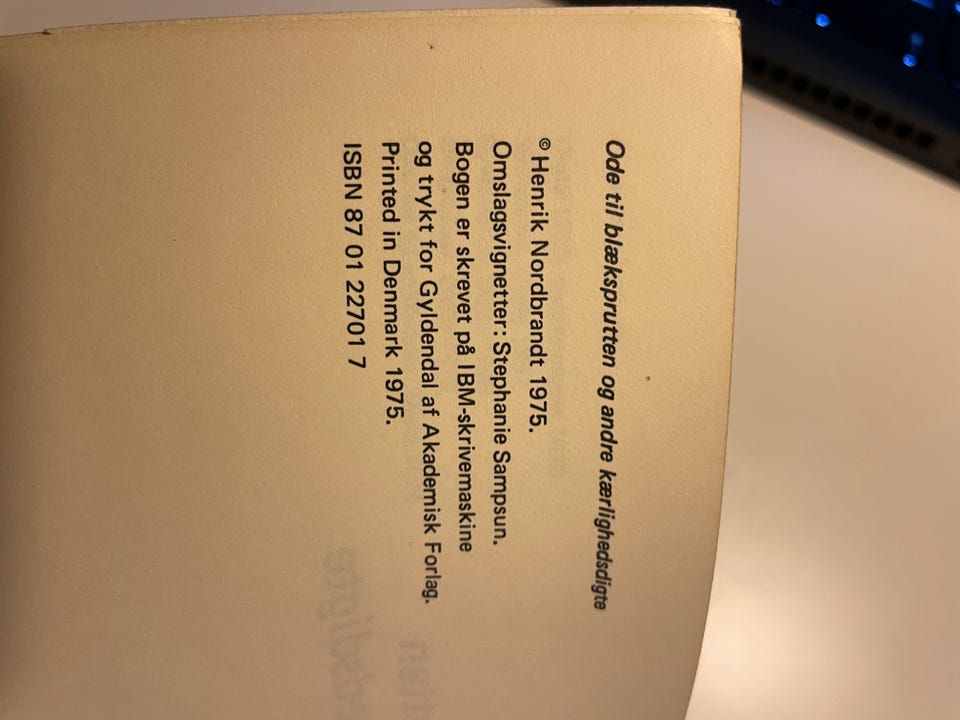 Ode til blæksprutten og andre kærlighedsdigte
© Henrik Nordbrandt 1975.
Omslagsvignetter: Stephanie Sampsun.
Bogen er skrevet på IBM-skrivemaskine
og trykt for Gyldendal af Akademisk Forlag.
Printed in Denmark 1975.
ISBN 87 01 22701 7